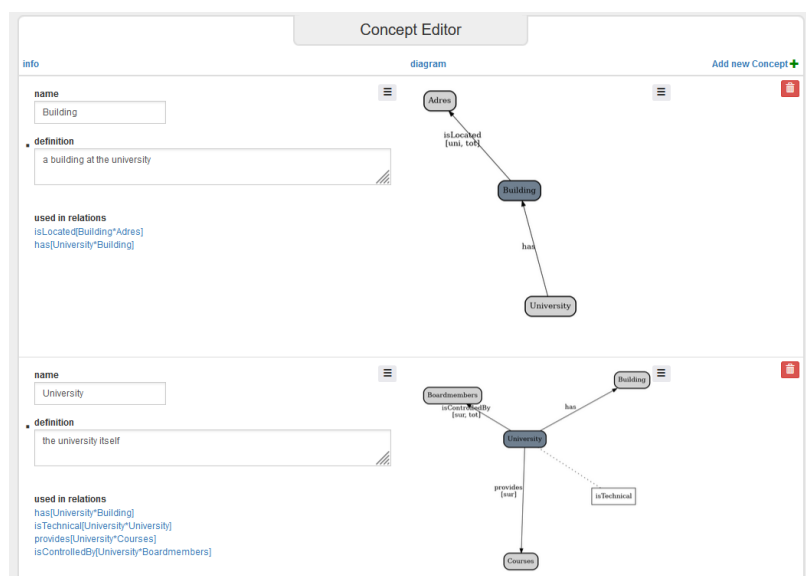 Concept Editor
info
diagram
Add new Concept
name
Building
definition
a building at the university
used in relations
isLocated[Building*Adres]
has[University*Building]
Adres
isLocated
[uni, tot]
Building
has
University
name
University
definition
the university itself
used in relations
has[University*Building]
isTechnical[University*University]
provides[University*Courses]
isControlledBy[University*Boardmembers]
Building
Boardmembers
isControlledBy
[sur, tot]
has
University
provides
[sur]
isTechnical
Courses